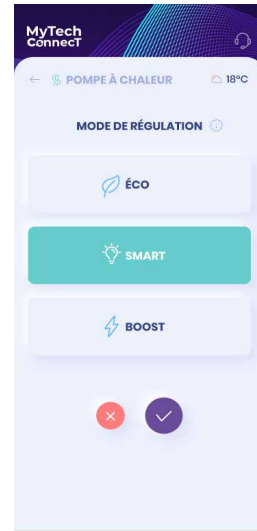 MyTech
ConnecT
POMPE À CHALEUR 18°C
MODE DE RÉGULATION
ÉCO
SMART
BOOST